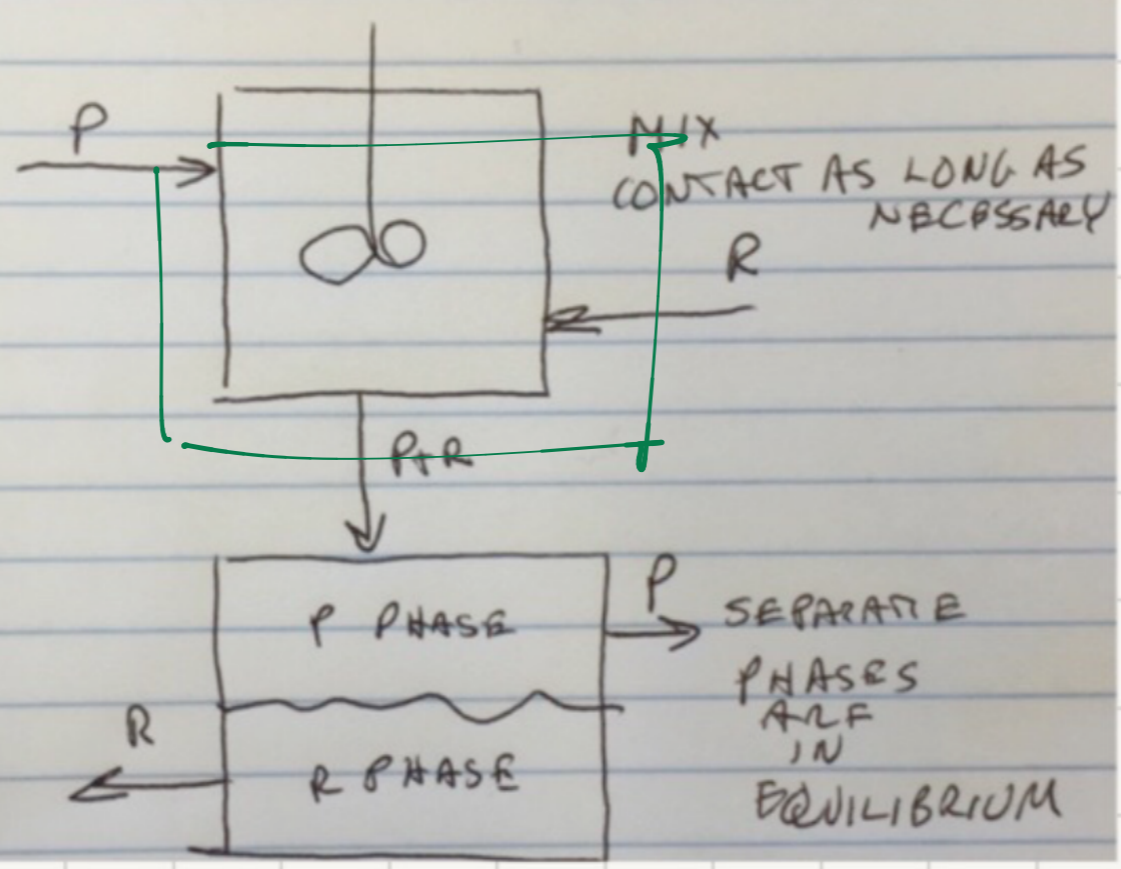 P
MIX
CONTACT AS LONG AS
NECESSARY
R
P+R
P
P PHASE
SEPARATE
PHASES
ARE
IN
EQUILIBRIUM
R
R PHASE